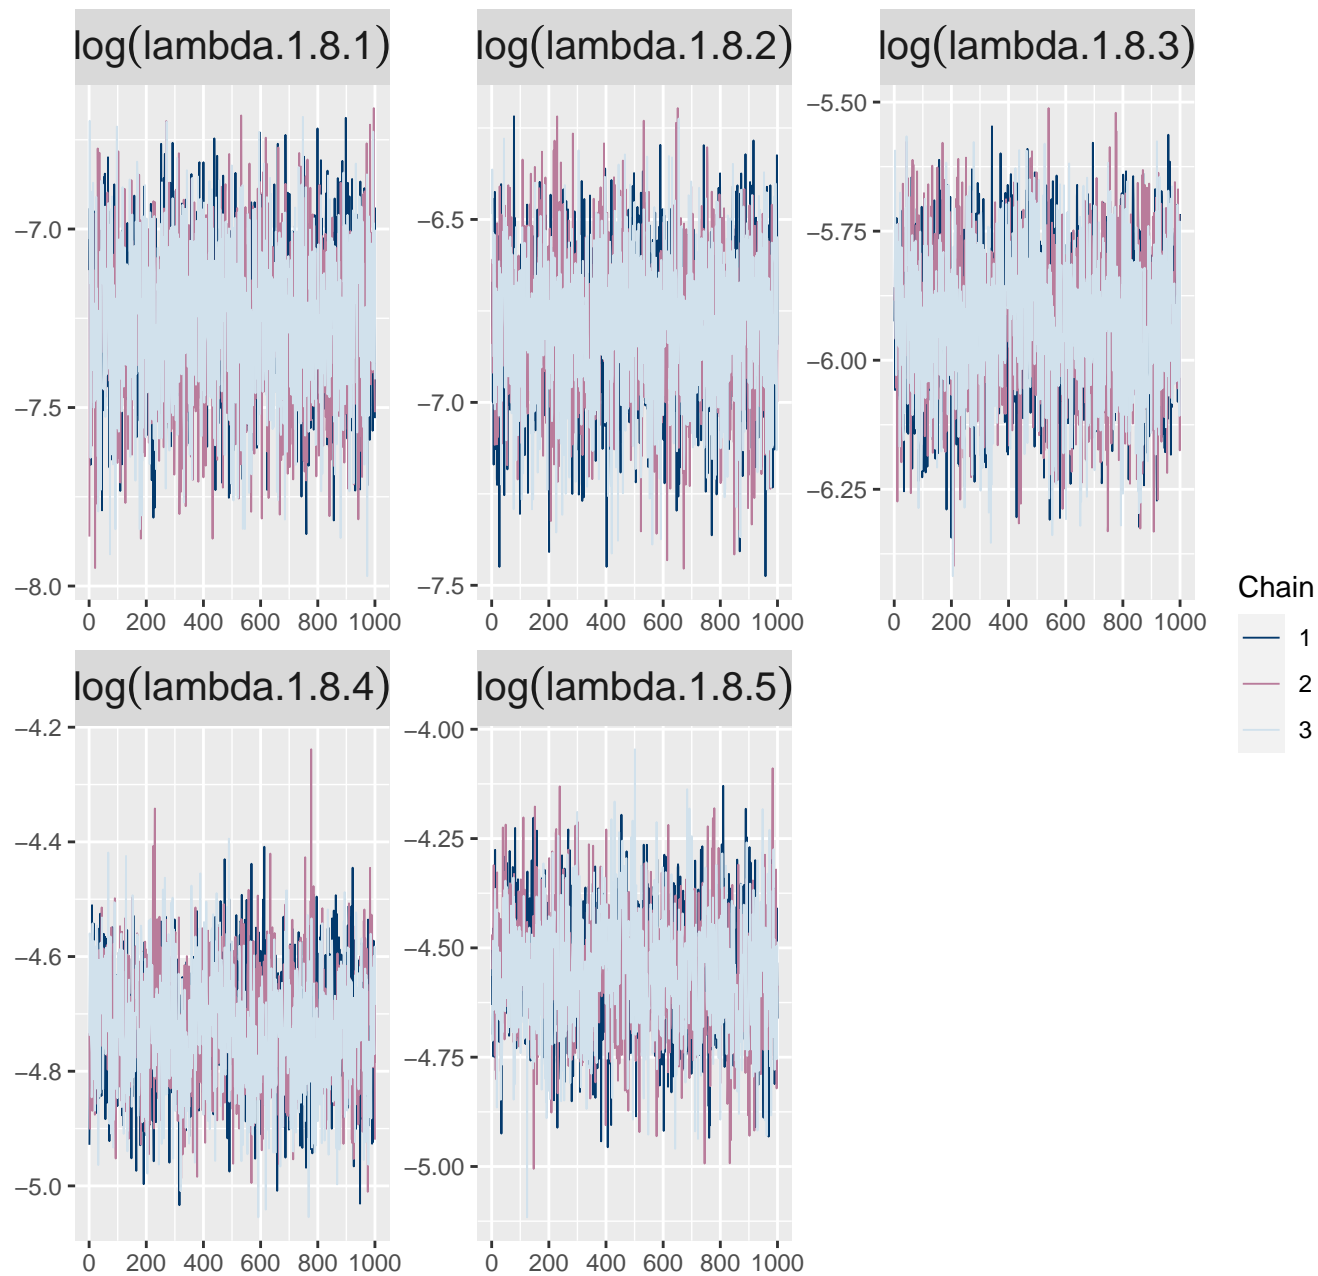 log(lambda.1.8.1)
log(lambda.1.8.2)
log(lambda.1.8.3)
−7.0
−7.5
−8.0
0 200 400 600 800 1000
−6.5
−7.0
−7.5
0 200 400 600 800 1000
−5.50
−5.75
−6.00
−6.25
0 200 400 600 800 1000
log(lambda.1.8.4)
log(lambda.1.8.5)
−4.2
−4.4
−4.6
−4.8
−5.0
0 200 400 600 800 1000
−4.00
−4.25
−4.50
−4.75
−5.00
0 200 400 600 800 1000
Chain
1
2
3